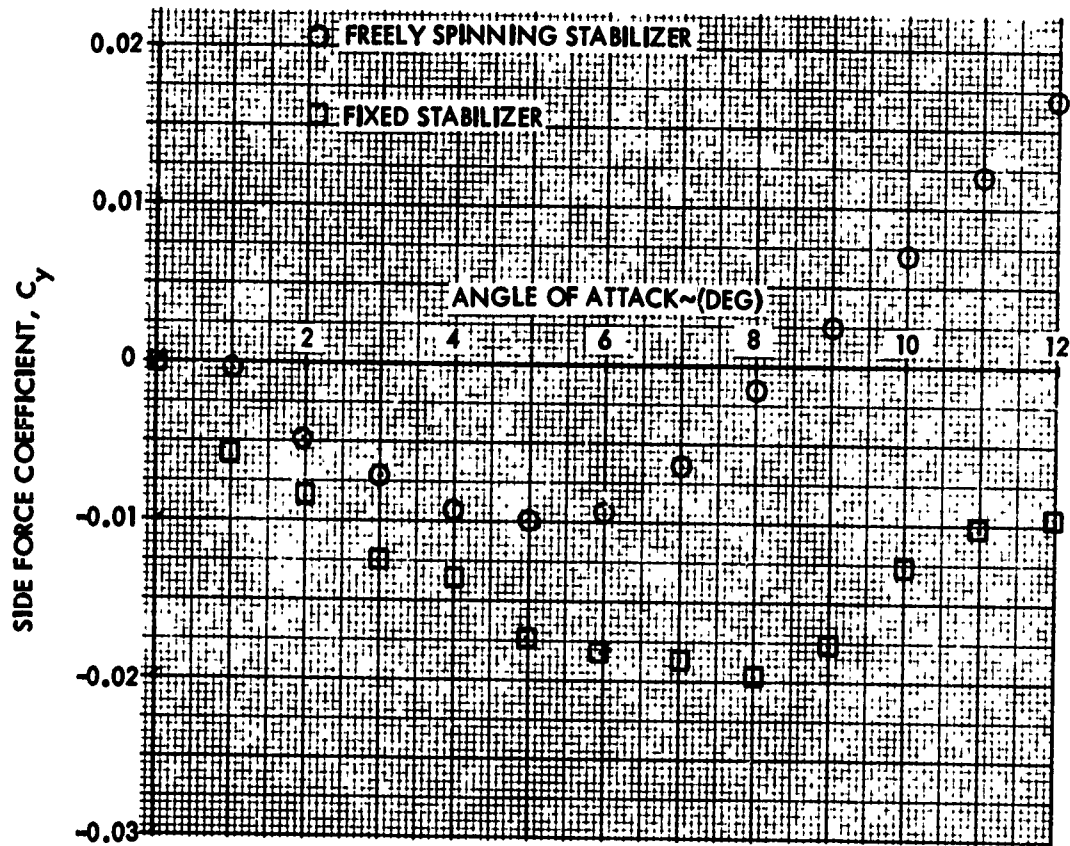 0.02
FREELY SPINNING STABILIZER
FIXED STABILIZER
0.01
ANGLE OF ATTACK~(DEG)
2 4 6 8 10 12
0
-0.01
-0.02
-0.03
SIDE FORCE COEFFICIENT, Cy